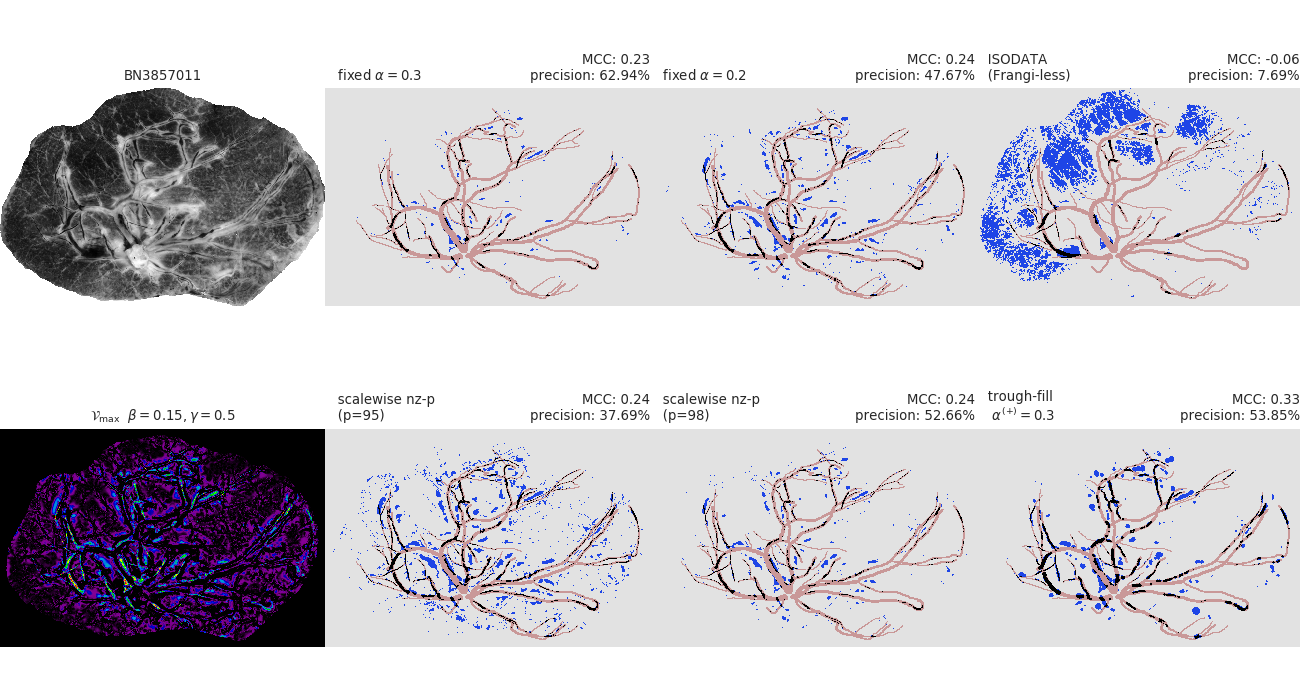 BN3857011
fixed α = 0.3
MCC: 0.23
precision: 62.94%
fixed α = 0.2
MCC: 0.24
precision: 47.67%
ISODATA
(Frangi-less)
MCC: -0.06
precision: 7.69%
𝒱max β = 0.15, γ = 0.5
scalewise nz-p
(p=95)
MCC: 0.24
precision: 37.69%
scalewise nz-p
(p=98)
MCC: 0.24
precision: 52.66%
trough-fill
α⁽⁺⁾ = 0.3
MCC: 0.33
precision: 53.85%